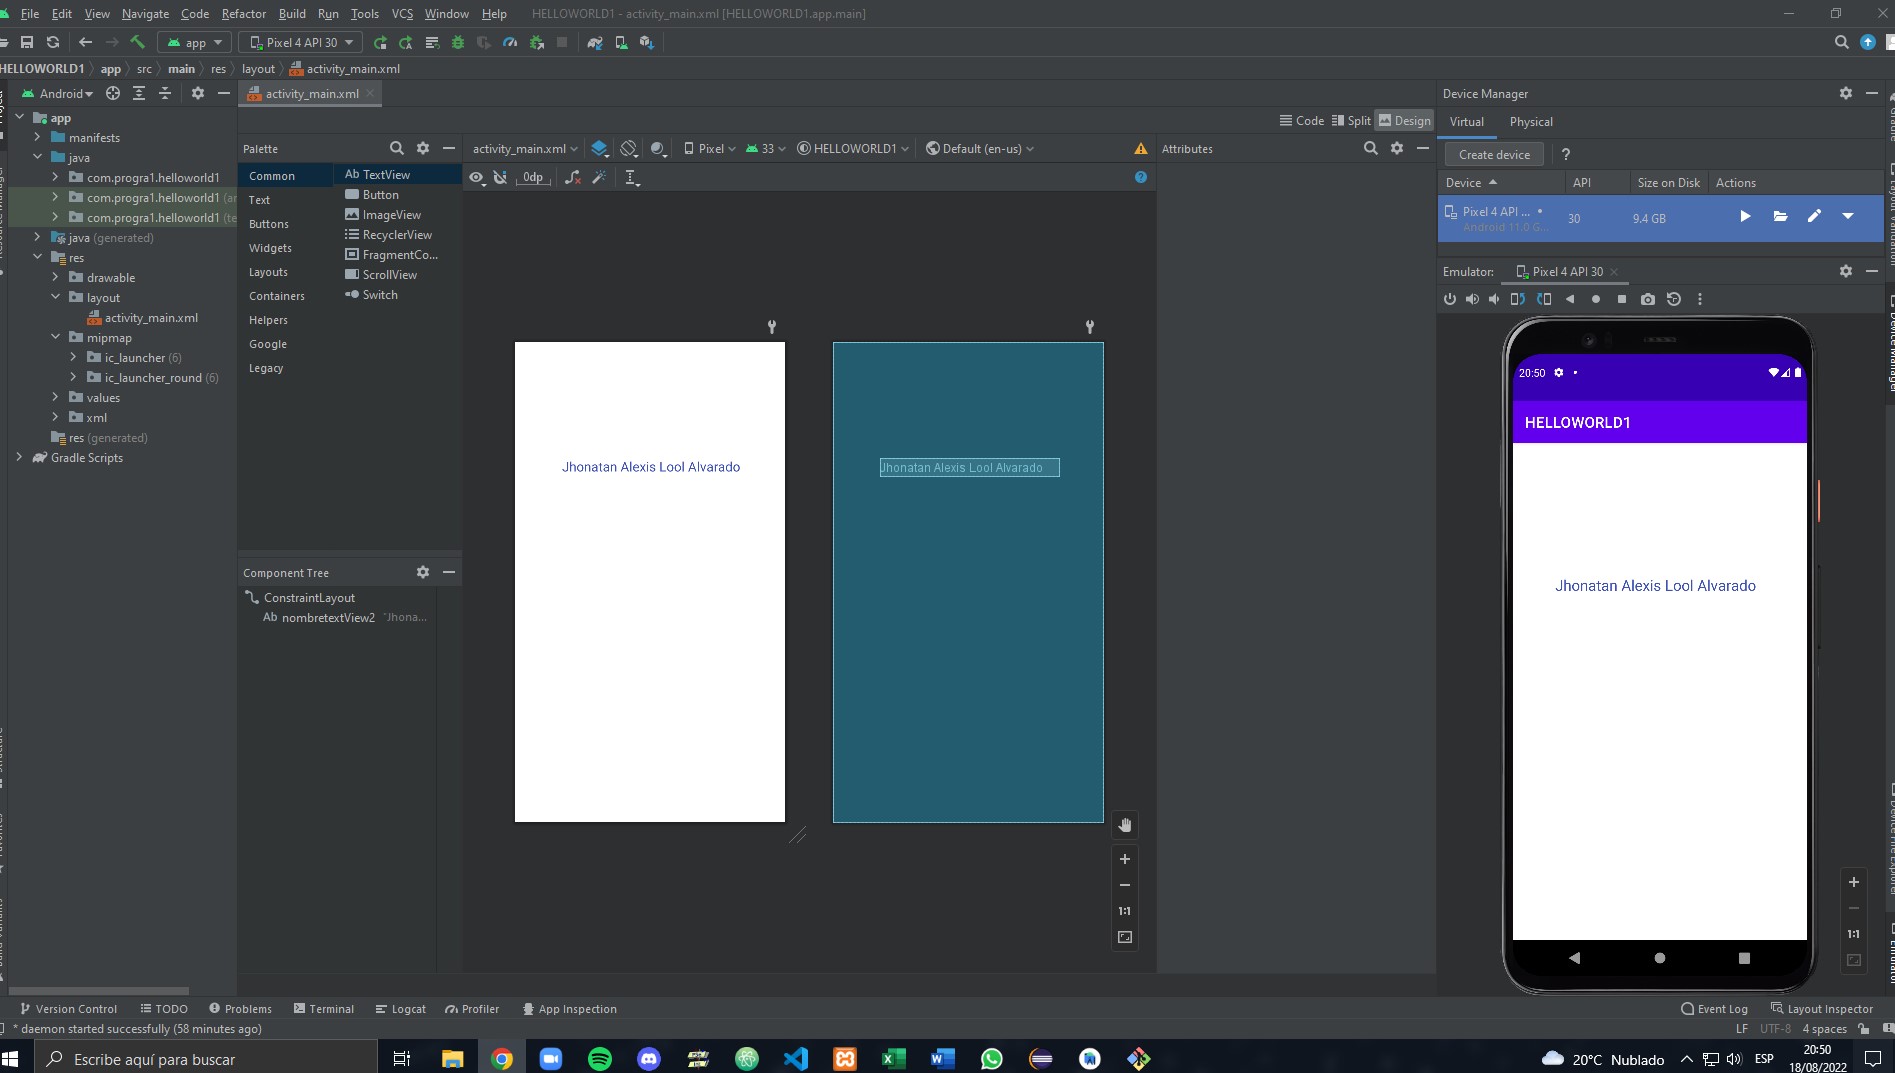 File Edit View Navigate Code Refactor Build Run Tools VCS Window Help HELLOWORLD1 - activity_main.xml [HELLOWORLD1.app.main]
app Pixel 4 API 30
HELLOWORLD1 app src main res layout activity_main.xml
Android
activity_main.xml
Device Manager
Code Split Design
Virtual Physical
Palette
activity_main.xml Pixel 33 HELLOWORLD1 Default (en-us)
Attributes
Create device ?
0dp
Device API Size on Disk Actions
Pixel 4 API ... 30 9.4 GB
Android 11.0 G...
Emulator: Pixel 4 API 30
app
manifests
java
com.progra1.helloworld1
com.progra1.helloworld1 (ar
com.progra1.helloworld1 (te
java (generated)
res
drawable
layout
activity_main.xml
mipmap
ic_launcher (6)
ic_launcher_round (6)
values
xml
res (generated)
Gradle Scripts
Common
Text
Buttons
Widgets
Layouts
Containers
Helpers
Google
Legacy
Ab TextView
Button
ImageView
RecyclerView
FragmentCo...
ScrollView
Switch
Component Tree
ConstraintLayout
Ab nombretextView2 "Jhona...
Jhonatan Alexis Lool Alvarado
Jhonatan Alexis Lool Alvarado
1:1
20:50
HELLOWORLD1
Jhonatan Alexis Lool Alvarado
1:1
Device Manager
Device File Explorer
Emulator
Version Control TODO Problems Terminal Logcat Profiler App Inspection
Event Log Layout Inspector
* daemon started successfully (58 minutes ago)
LF UTF-8 4 spaces
Escribe aquí para buscar
20°C Nublado
ESP
20:50
18/08/2022